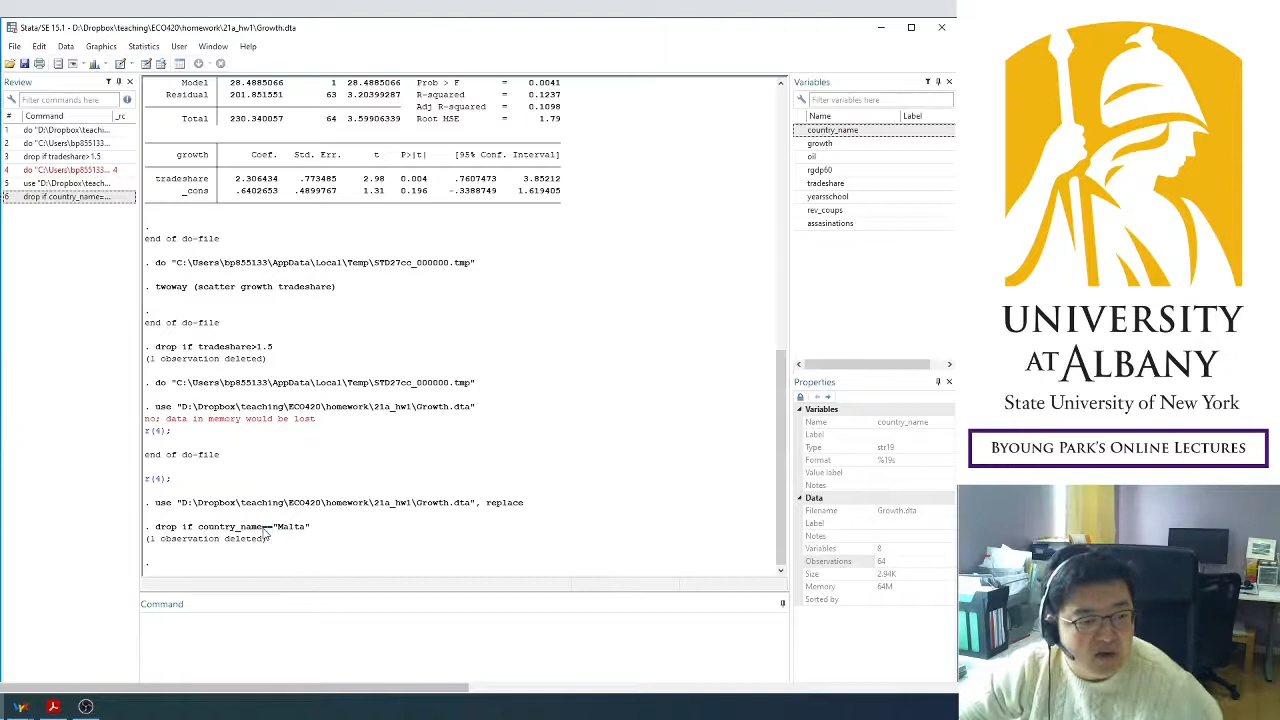 Stata/SE 15.1 - D:\Dropbox\teaching\ECO420\homework\21a_hw1\Growth.dta
File Edit Data Graphics Statistics User Window Help
Review
Filter commands here
# Command _rc
1 do "D:\Dropbox\teachi...
2 do "C:\Users\bp855133...
3 drop if tradeshare>1.5
4 do "C:\Users\bp855133... 4
5 use "D:\Dropbox\teach...
6 drop if country_name=...
Model 28.4885066 1 28.4885066 Prob > F = 0.0041
Residual 201.851551 63 3.20399287 R-squared = 0.1237
Adj R-squared = 0.1098
Total 230.340057 64 3.59906339 Root MSE = 1.79
growth Coef. Std. Err. t P>|t| [95% Conf. Interval]
tradeshare 2.306434 .773485 2.98 0.004 .7607473 3.85212
_cons .6402653 .4899767 1.31 0.196 -.3388749 1.619405
.
end of do-file
. do "C:\Users\bp855133\AppData\Local\Temp\STD27cc_000000.tmp"
. twoway (scatter growth tradeshare)
.
end of do-file
. drop if tradeshare>1.5
(1 observation deleted)
. do "C:\Users\bp855133\AppData\Local\Temp\STD27cc_000000.tmp"
. use "D:\Dropbox\teaching\ECO420\homework\21a_hw1\Growth.dta"
no; data in memory would be lost
r(4);
end of do-file
r(4);
. use "D:\Dropbox\teaching\ECO420\homework\21a_hw1\Growth.dta", replace
. drop if country_name=="Malta"
(1 observation deleted)
.
Command
Variables
Filter variables here
Name Label
country_name
growth
oil
rgdp60
tradeshare
yearsschool
rev_coups
assasinations
Properties
Variables
Name country_name
Label
Type str19
Format %19s
Value label
Notes
Data
Filename Growth.dta
Label
Notes
Variables 8
Observations 64
Size 2.94K
Memory 64M
Sorted by
UNIVERSITY
AT ALBANY
State University of New York
BYOUNG PARK'S ONLINE LECTURES